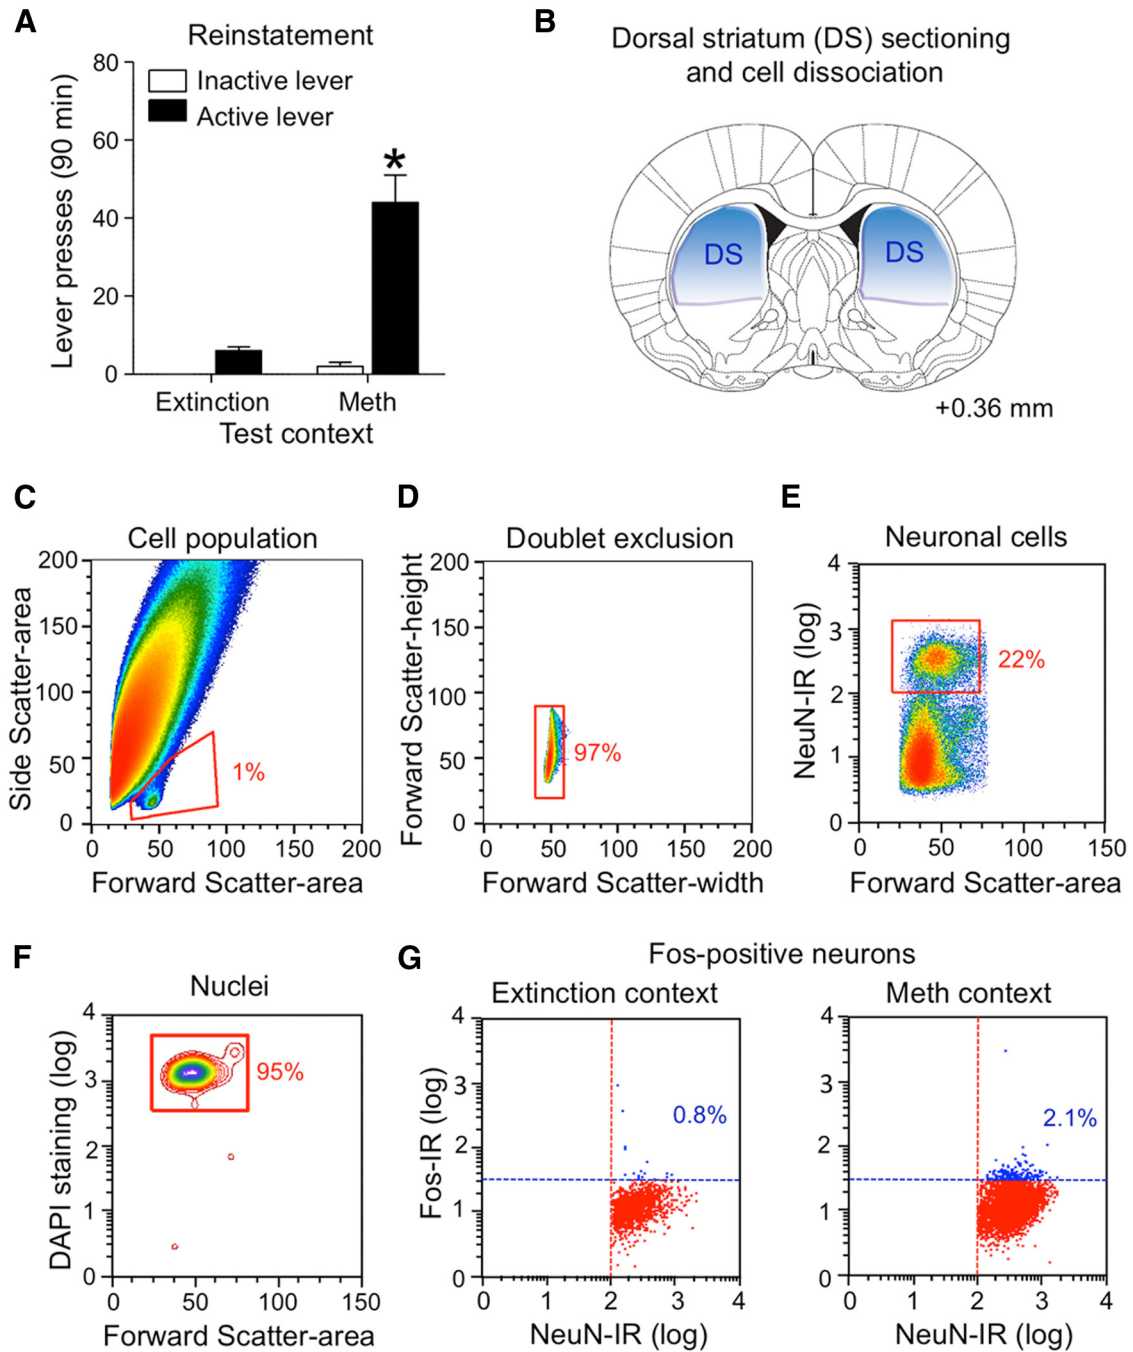 A
Reinstatement
Lever presses (90 min)
80
60
40
20
0
Inactive lever
Active lever
*
Extinction
Meth
Test context
B
Dorsal striatum (DS) sectioning
and cell dissociation
DS
DS
+0.36 mm
C
Cell population
Side Scatter-area
200
150
100
50
0
1%
0 50 100 150 200
Forward Scatter-area
D
Doublet exclusion
Forward Scatter-height
200
150
100
50
0
97%
0 50 100 150 200
Forward Scatter-width
E
Neuronal cells
NeuN-IR (log)
4
3
2
1
0
22%
0 50 100 150
Forward Scatter-area
F
Nuclei
DAPI staining (log)
4
3
2
1
0
95%
0 50 100 150
Forward Scatter-area
G
Fos-positive neurons
Extinction context
Fos-IR (log)
4
3
2
1
0
0.8%
0 1 2 3 4
NeuN-IR (log)
Meth context
4
3
2
1
0
2.1%
0 1 2 3 4
NeuN-IR (log)